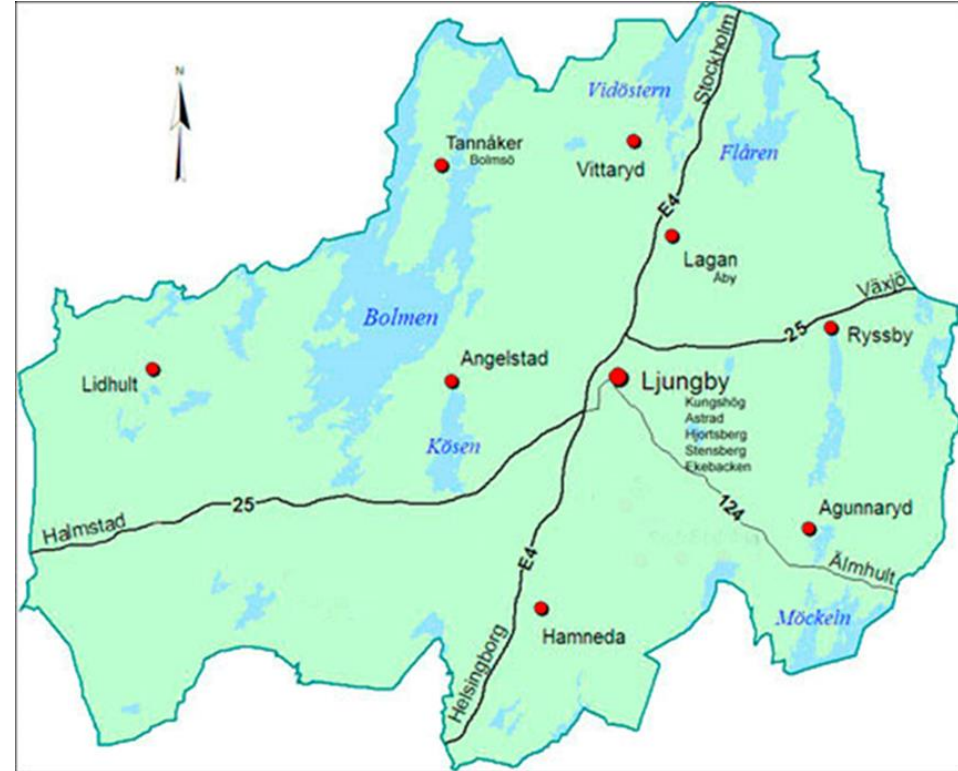 N
Stockholm
Vidöstern
Tannåker
Bolmsö
Flåren
Vittaryd
E4
Lagan
Åby
Växjö
Bolmen
25
Ryssby
Angelstad
Lidhult
Ljungby
Kungshög
Astrad
Hjortsberg
Stensberg
Ekebacken
Kösen
25
124
Agunnaryd
Halmstad
E4
Älmhult
Hamneda
Möckeln
Helsingborg